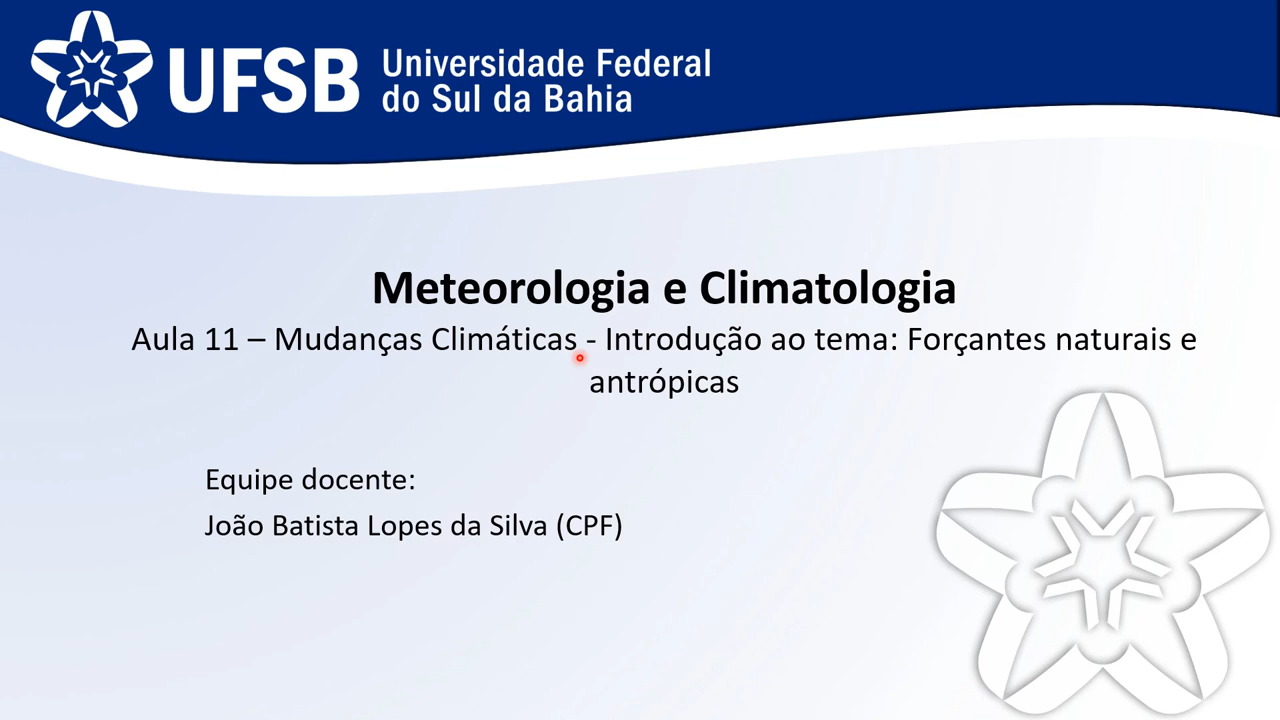 UFSB
Universidade Federal
do Sul da Bahia
Meteorologia e Climatologia
Aula 11 – Mudanças Climáticas - Introdução ao tema: Forçantes naturais e
antrópicas
Equipe docente:
João Batista Lopes da Silva (CPF)